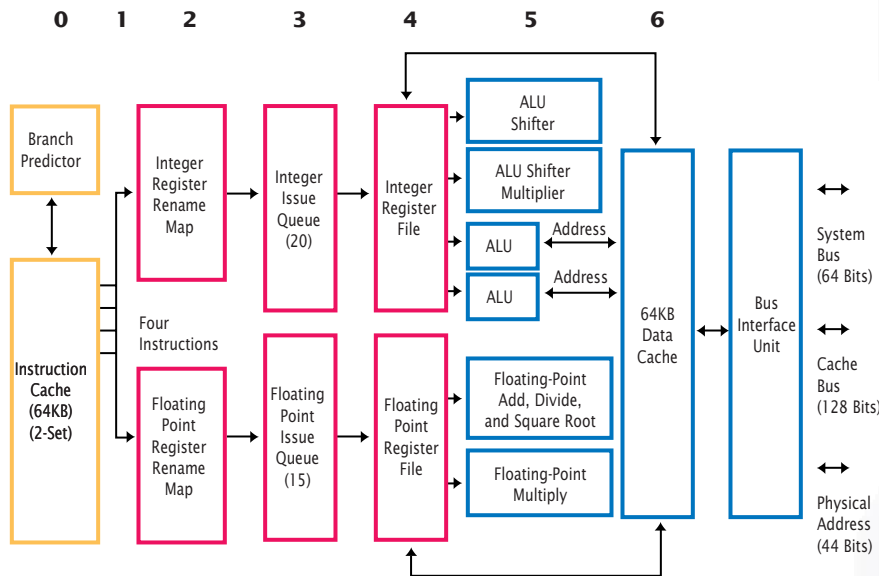 0 1 2 3 4 5 6
Branch
Predictor
Instruction
Cache
(64KB)
(2-Set)
Four
Instructions
Integer
Register
Rename
Map
Floating
Point
Register
Rename
Map
Integer
Issue
Queue
(20)
Floating
Point
Issue
Queue
(15)
Integer
Register
File
Floating
Point
Register
File
ALU
Shifter
ALU Shifter
Multiplier
ALU
Address
ALU
Address
Floating-Point
Add, Divide,
and Square Root
Floating-Point
Multiply
64KB
Data
Cache
Bus
Interface
Unit
System
Bus
(64 Bits)
Cache
Bus
(128 Bits)
Physical
Address
(44 Bits)